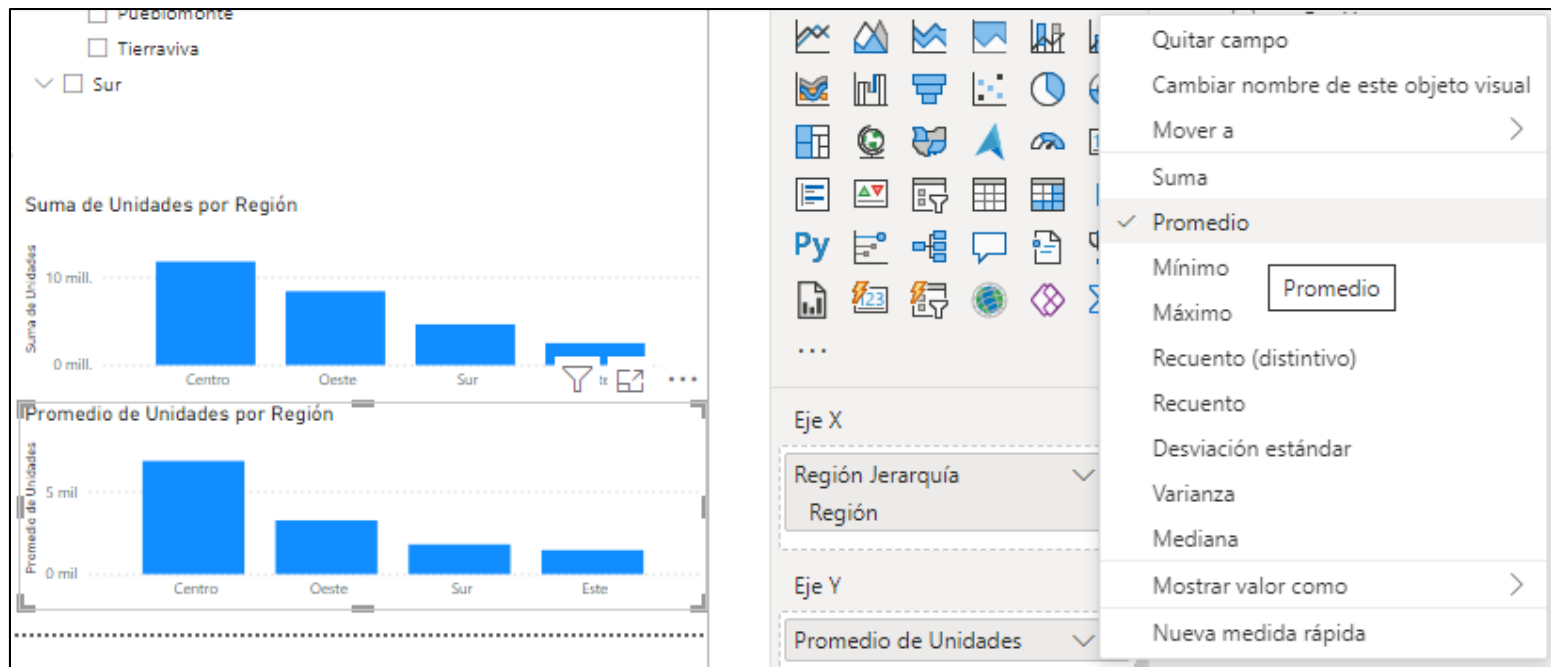 Pueblomonte
Tierraviva
Sur
Suma de Unidades por Región
Suma de Unidades
10 mill.
0 mill.
Centro
Oeste
Sur
Promedio de Unidades por Región
Promedio de Unidades
5 mil
0 mil
Centro
Oeste
Sur
Este
Py
123
Eje X
Región Jerarquía
Región
Eje Y
Promedio de Unidades
Quitar campo
Cambiar nombre de este objeto visual
Mover a
Suma
Promedio
Mínimo
Promedio
Máximo
Recuento (distintivo)
Recuento
Desviación estándar
Varianza
Mediana
Mostrar valor como
Nueva medida rápida